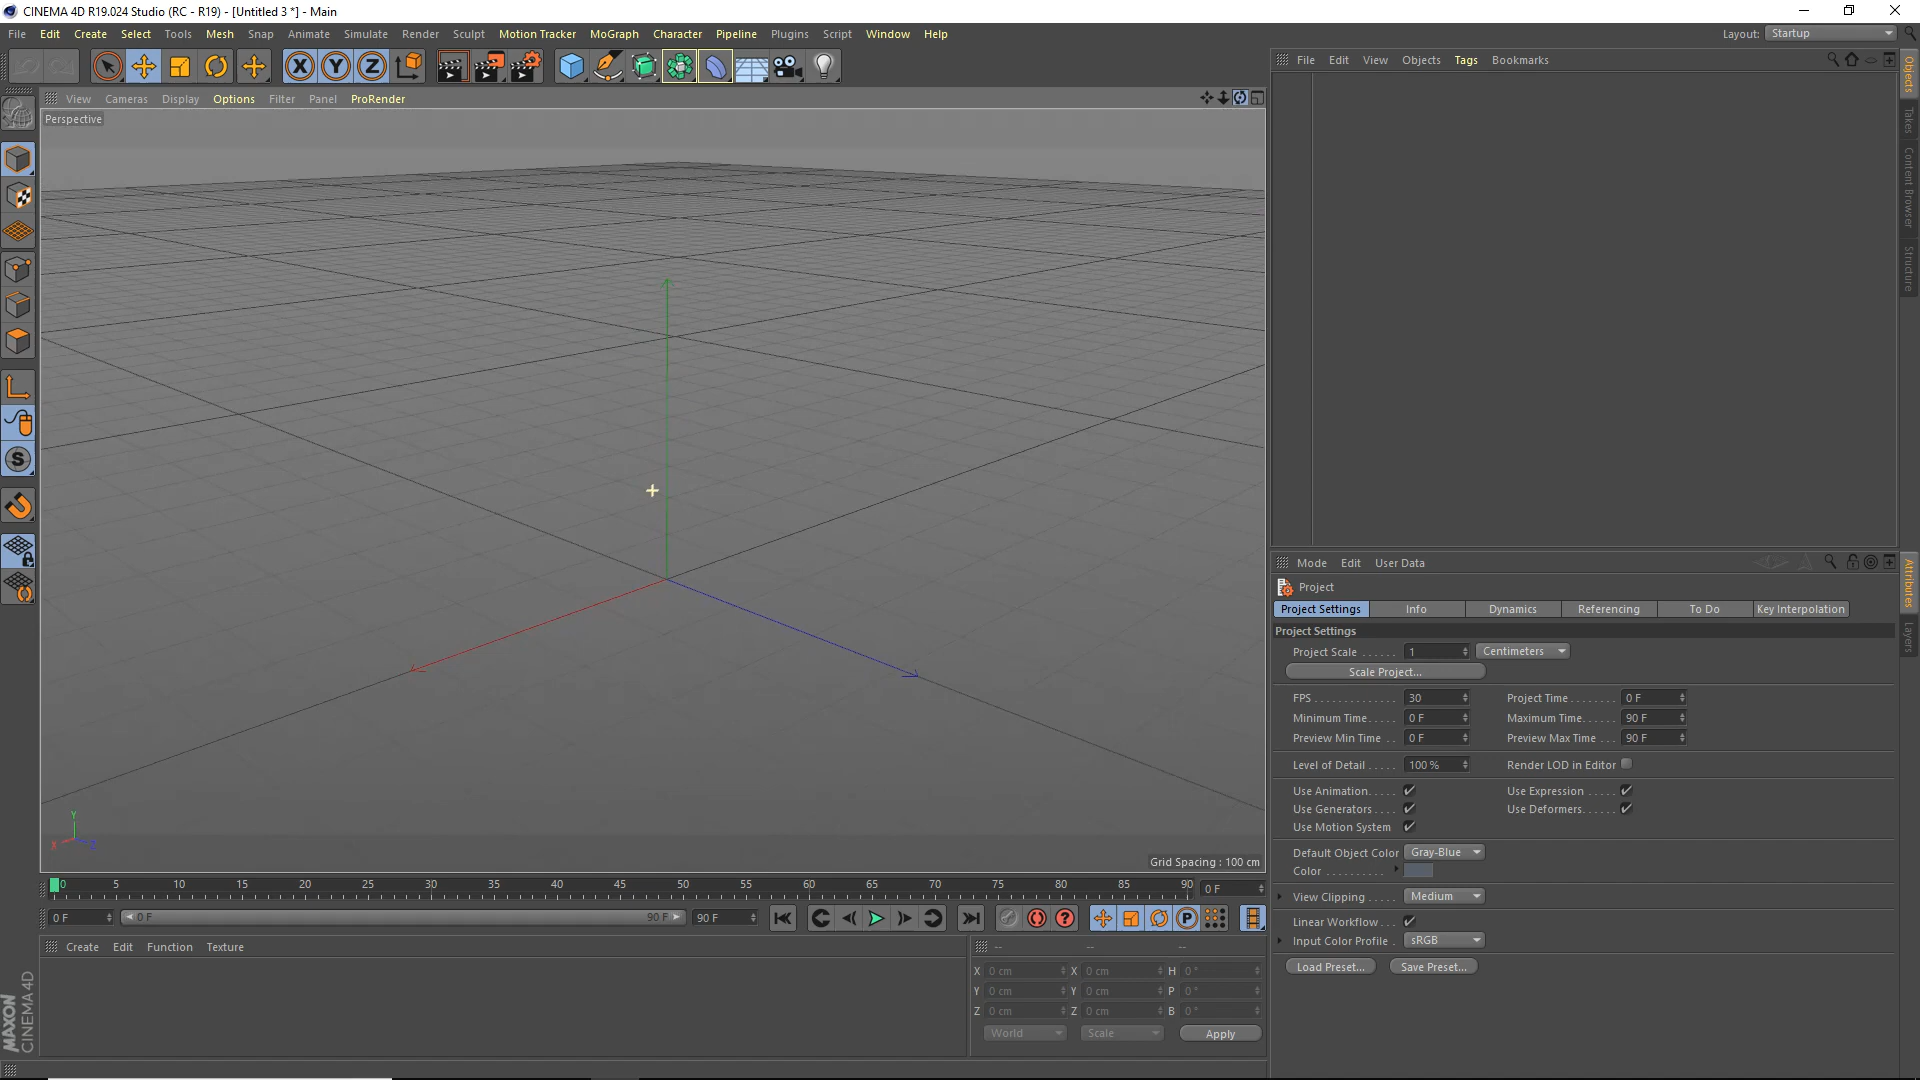 CINEMA 4D R19.024 Studio (RC - R19) - [Untitled 3 *] - Main
File Edit Create Select Tools Mesh Snap Animate Simulate Render Sculpt Motion Tracker MoGraph Character Pipeline Plugins Script Window Help
Layout: Startup
X Y Z
File Edit View Objects Tags Bookmarks
View Cameras Display Options Filter Panel ProRender
Perspective
Objects
Takes
Content Browser
Structure
S
Y
X Z
Grid Spacing : 100 cm
0 5 10 15 20 25 30 35 40 45 50 55 60 65 70 75 80 85 90 0 F
0 F 0 F 90 F 90 F ? P
Create Edit Function Texture
-- -- --
X 0 cm X 0 cm H 0 °
Y 0 cm Y 0 cm P 0 °
Z 0 cm Z 0 cm B 0 °
World Scale Apply
MAXON
CINEMA 4D
Mode Edit User Data
Project
Project Settings Info Dynamics Referencing To Do Key Interpolation
Project Settings
Project Scale . . . . . . 1 Centimeters
Scale Project...
FPS . . . . . . . . . . . . . 30 Project Time . . . . . . . 0 F
Minimum Time . . . . . 0 F Maximum Time . . . . . 90 F
Preview Min Time . . 0 F Preview Max Time . . . 90 F
Level of Detail . . . . . 100 % Render LOD in Editor
Use Animation . . . . . Use Expression . . . . .
Use Generators . . . . Use Deformers . . . . . .
Use Motion System
Default Object Color Gray-Blue
Color . . . . . . . . . .
View Clipping . . . . . Medium
Linear Workflow . . .
Input Color Profile . sRGB
Load Preset... Save Preset...
Attributes
Layers